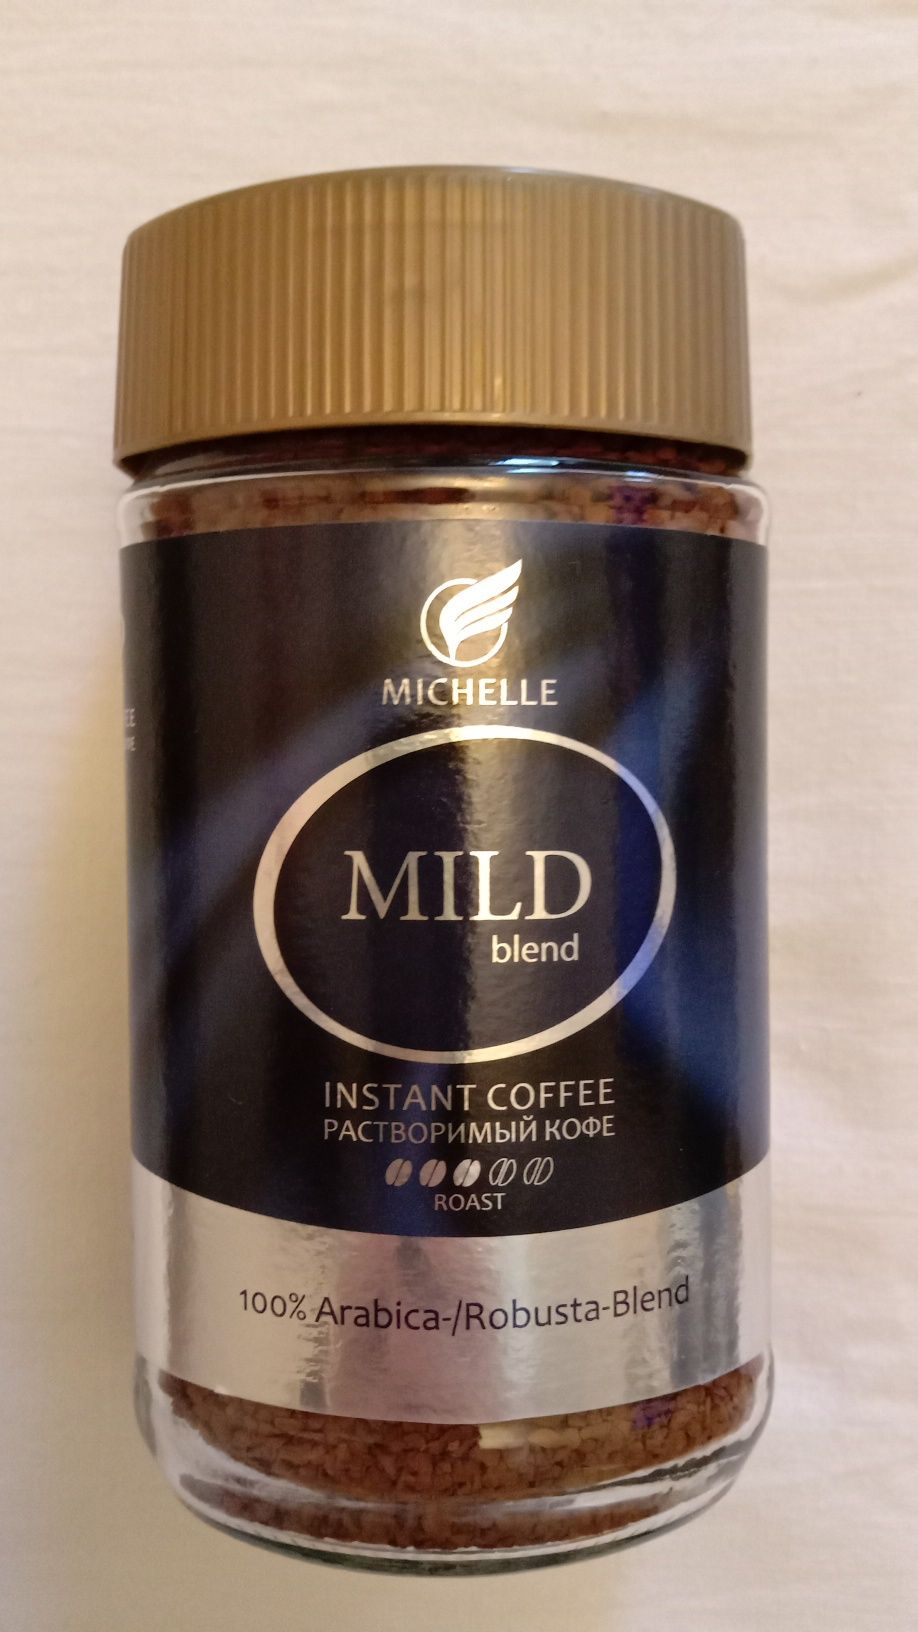 MICHELLE
MILD
blend
INSTANT COFFEE
РАСТВОРИМЫЙ КОФЕ
ROAST
100% Arabica-/Robusta-Blend